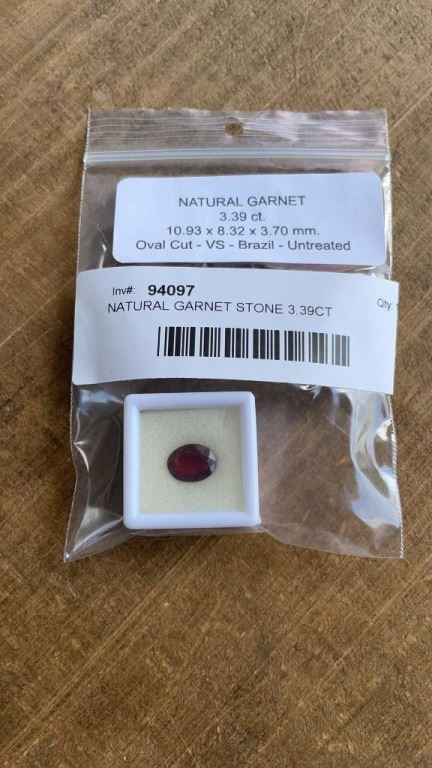 NATURAL GARNET
3.39 ct.
10.93 x 8.32 x 3.70 mm.
Oval Cut - VS - Brazil - Untreated
Inv#: 94097 Qty:
NATURAL GARNET STONE 3.39CT